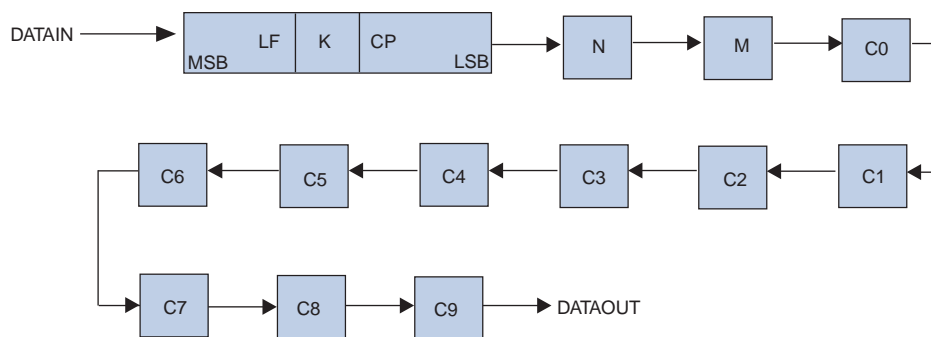 DATAIN
LF K CP
MSB LSB
N M C0
C6 C5 C4 C3 C2 C1
C7 C8 C9 DATAOUT